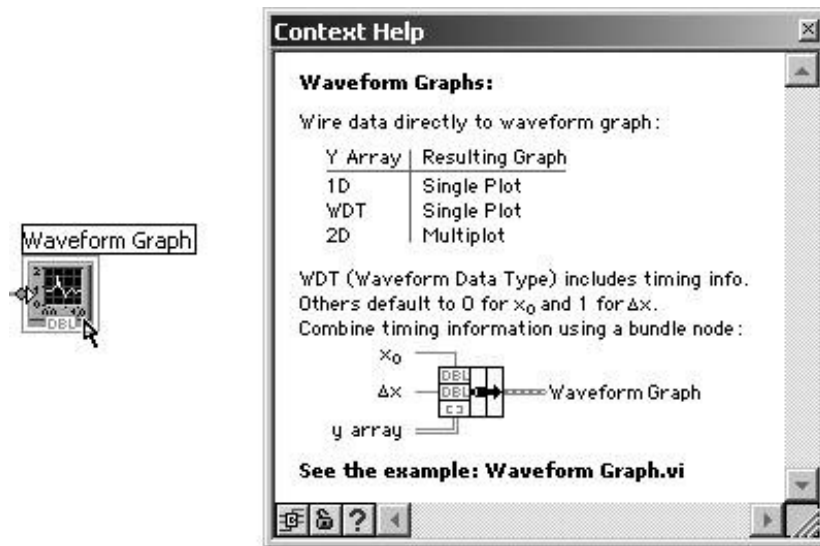 Context Help
Waveform Graphs:
Wire data directly to waveform graph:
Y Array Resulting Graph
1D Single Plot
WDT Single Plot
2D Multiplot
WDT (Waveform Data Type) includes timing info.
Others default to 0 for x₀ and 1 for Δx.
Combine timing information using a bundle node:
x₀
DBL
Δx DBL Waveform Graph
y array
See the example: Waveform Graph.vi
?
Waveform Graph
2
1
0
DBL